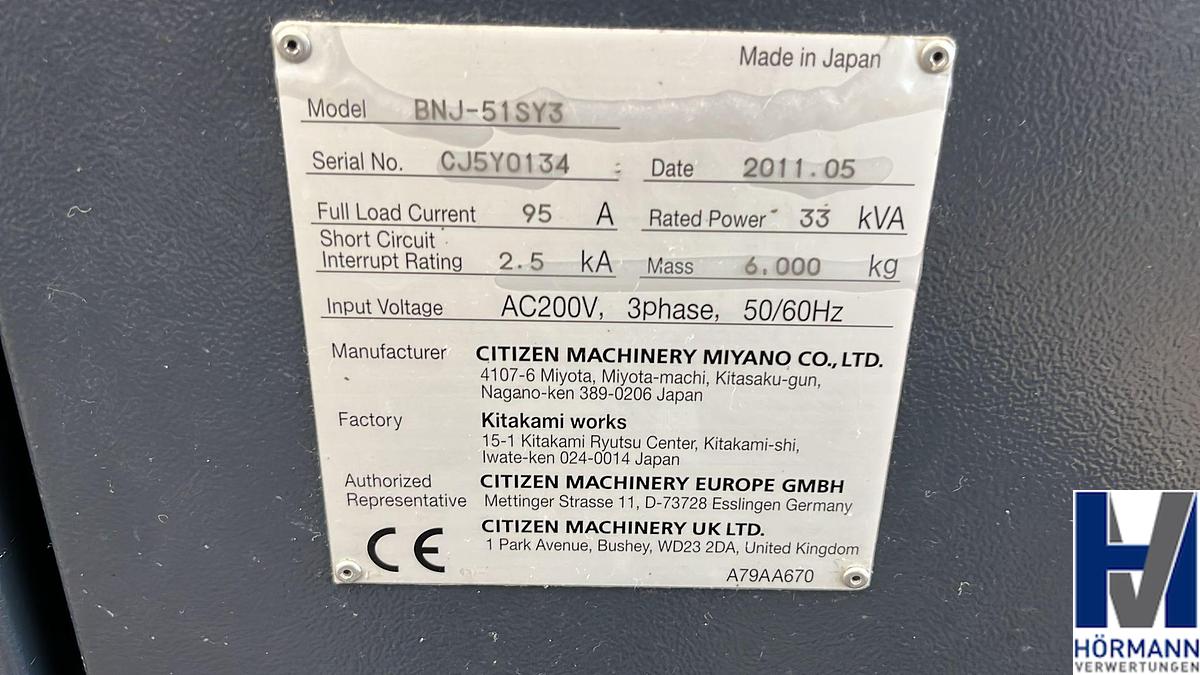 Made in Japan
Model BNJ-51SY3
Serial No. CJ5Y0134 Date 2011.05
Full Load Current 95 A Rated Power 33 kVA
Short Circuit
Interrupt Rating 2.5 kA Mass 6.000 kg
Input Voltage AC200V, 3phase, 50/60Hz
Manufacturer CITIZEN MACHINERY MIYANO CO., LTD.
4107-6 Miyota, Miyota-machi, Kitasaku-gun,
Nagano-ken 389-0206 Japan
Factory Kitakami works
15-1 Kitakami Ryutsu Center, Kitakami-shi,
Iwate-ken 024-0014 Japan
Authorized CITIZEN MACHINERY EUROPE GMBH
Representative Mettinger Strasse 11, D-73728 Esslingen Germany
CITIZEN MACHINERY UK LTD.
1 Park Avenue, Bushey, WD23 2DA, United Kingdom
CE
A79AA670
HV
HÖRMANN
VERWERTUNGEN